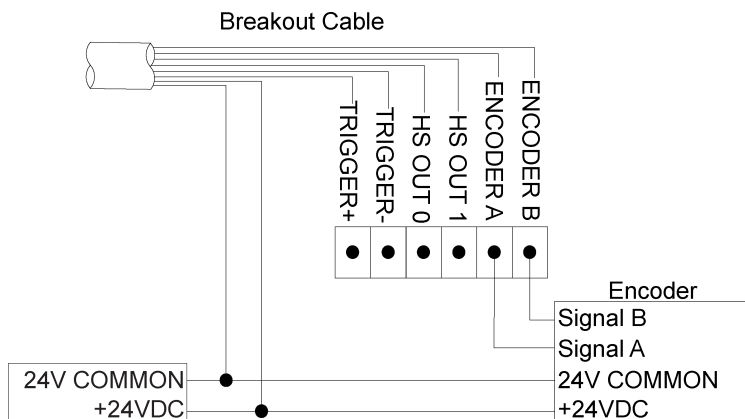 Breakout Cable
TRIGGER+
TRIGGER-
HS OUT 0
HS OUT 1
ENCODER A
ENCODER B
Encoder
Signal B
Signal A
24V COMMON
+24VDC
24V COMMON
+24VDC